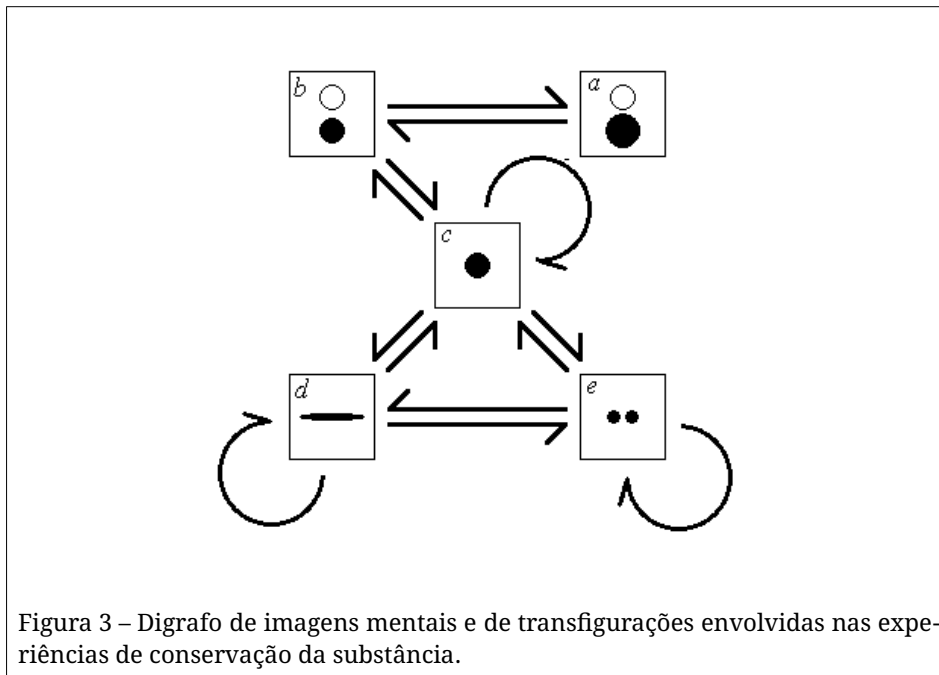 b
a
c
d
e
Figura 3 – Digrafo de imagens mentais e de transfigurações envolvidas nas expe-
riências de conservação da substância.